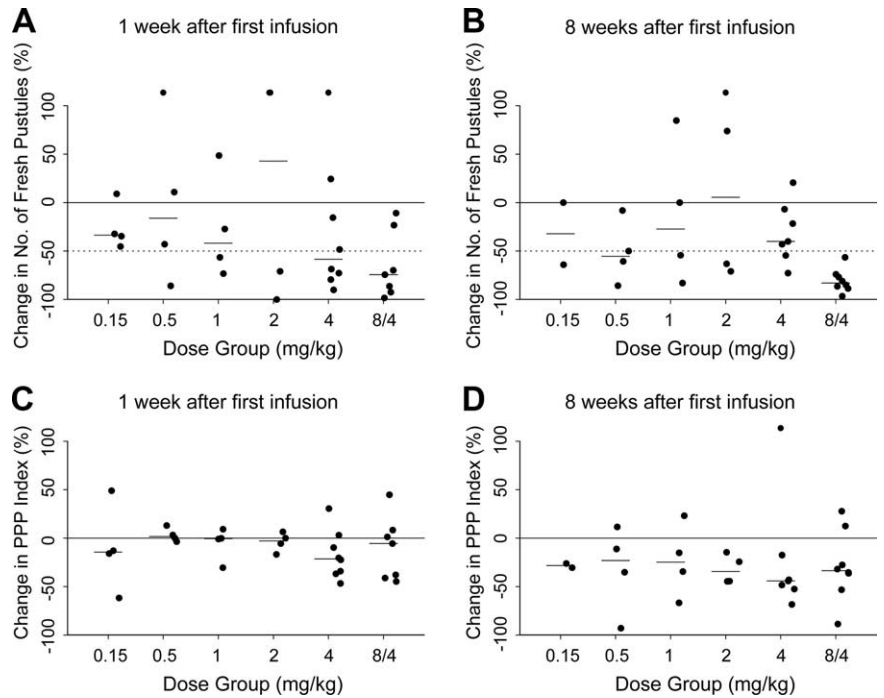 A
1 week after first infusion
Change in No. of Fresh Pustules (%)
100
50
0
-50
-100
0.15 0.5 1 2 4 8/4
Dose Group (mg/kg)
B
8 weeks after first infusion
Change in No. of Fresh Pustules (%)
100
50
0
-50
-100
0.15 0.5 1 2 4 8/4
Dose Group (mg/kg)
C
1 week after first infusion
Change in PPP Index (%)
100
50
0
-50
-100
0.15 0.5 1 2 4 8/4
Dose Group (mg/kg)
D
8 weeks after first infusion
Change in PPP Index (%)
100
50
0
-50
-100
0.15 0.5 1 2 4 8/4
Dose Group (mg/kg)